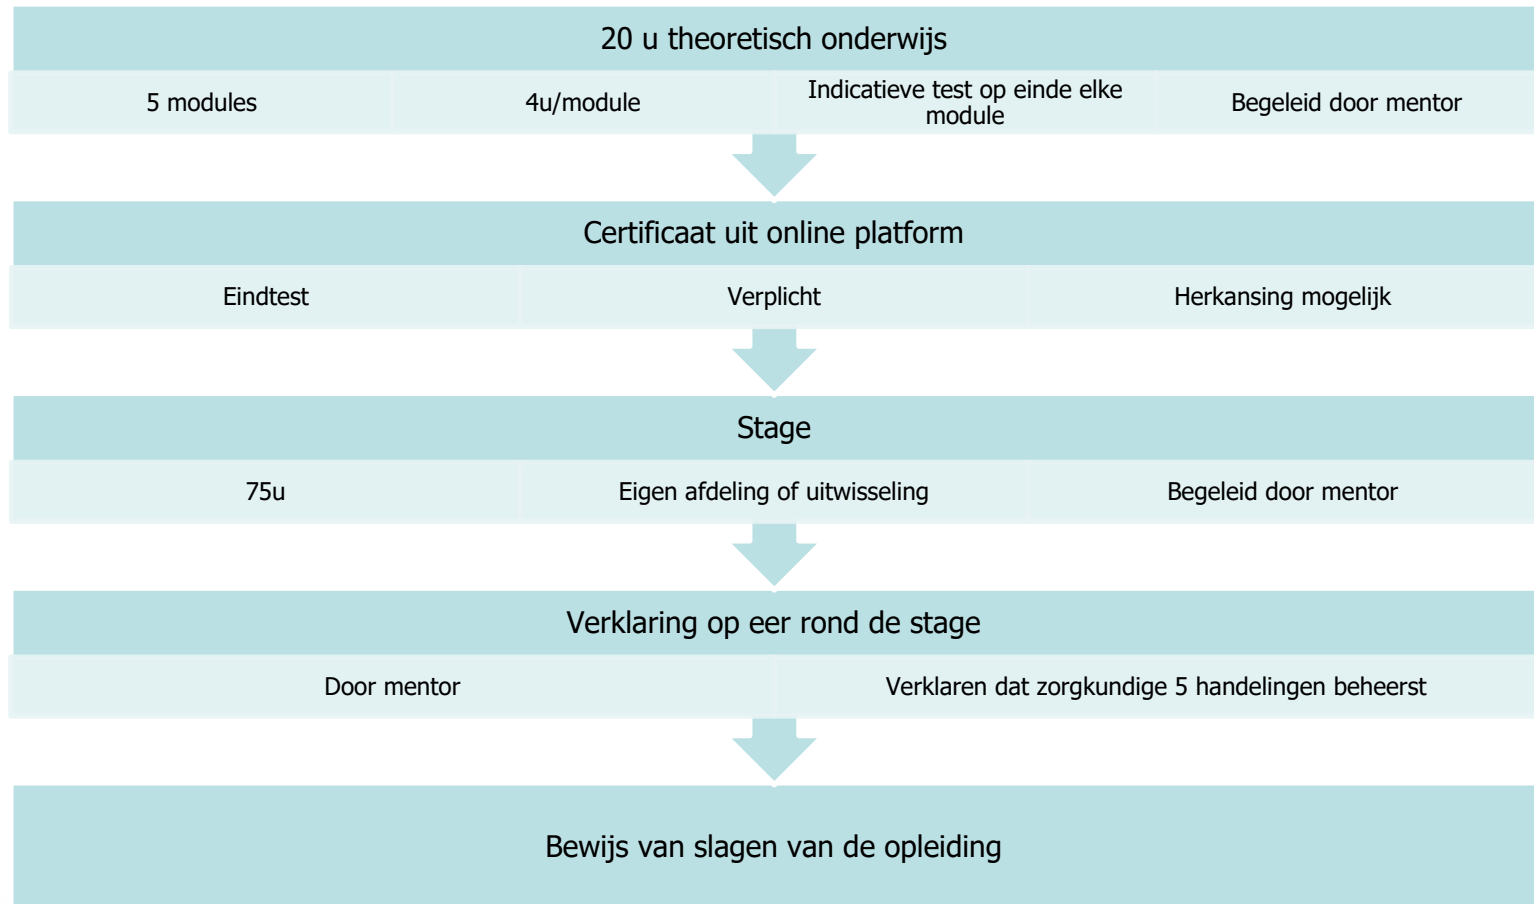 20 u theoretisch onderwijs
5 modules
4u/module
Indicatieve test op einde elke
module
Begeleid door mentor
Certificaat uit online platform
Eindtest
Verplicht
Herkansing mogelijk
Stage
75u
Eigen afdeling of uitwisseling
Begeleid door mentor
Verklaring op eer rond de stage
Door mentor
Verklaren dat zorgkundige 5 handelingen beheerst
Bewijs van slagen van de opleiding